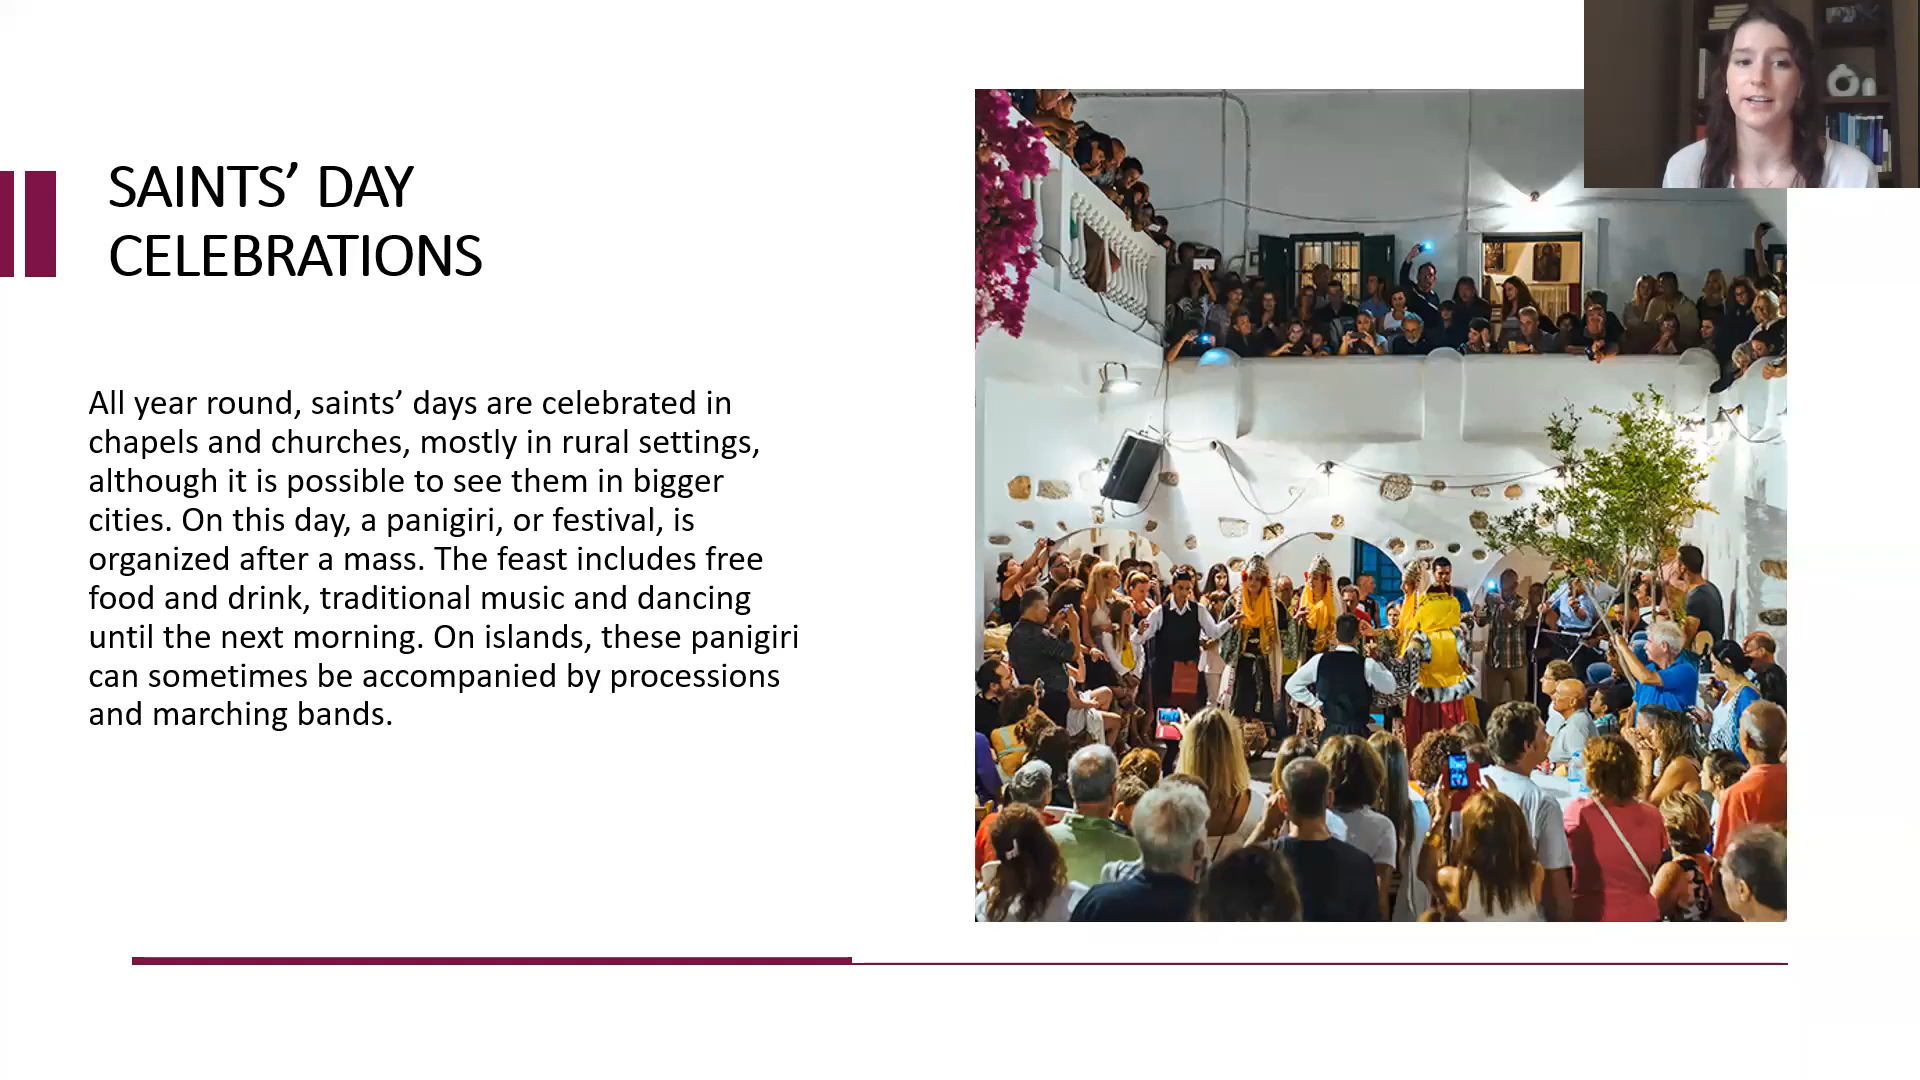 SAINTS’ DAY
CELEBRATIONS
All year round, saints’ days are celebrated in
chapels and churches, mostly in rural settings,
although it is possible to see them in bigger
cities. On this day, a panigiri, or festival, is
organized after a mass. The feast includes free
food and drink, traditional music and dancing
until the next morning. On islands, these panigiri
can sometimes be accompanied by processions
and marching bands.